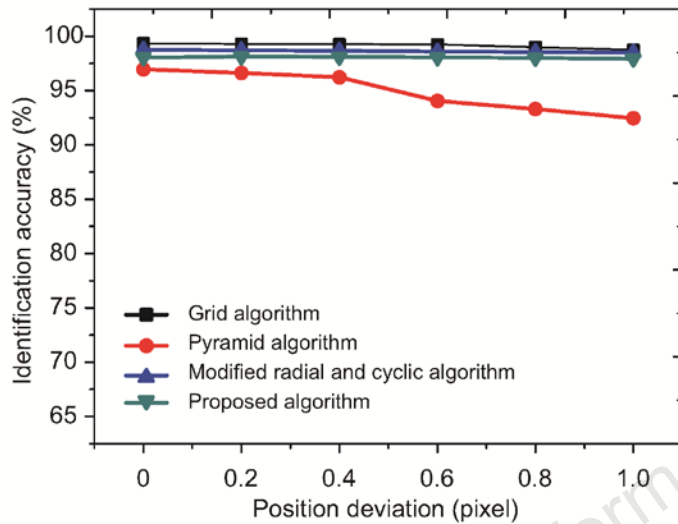 100
95
90
85
80
75
70
65
Identification accuracy (%)
Grid algorithm
Pyramid algorithm
Modified radial and cyclic algorithm
Proposed algorithm
0 0.2 0.4 0.6 0.8 1.0
Position deviation (pixel)
form